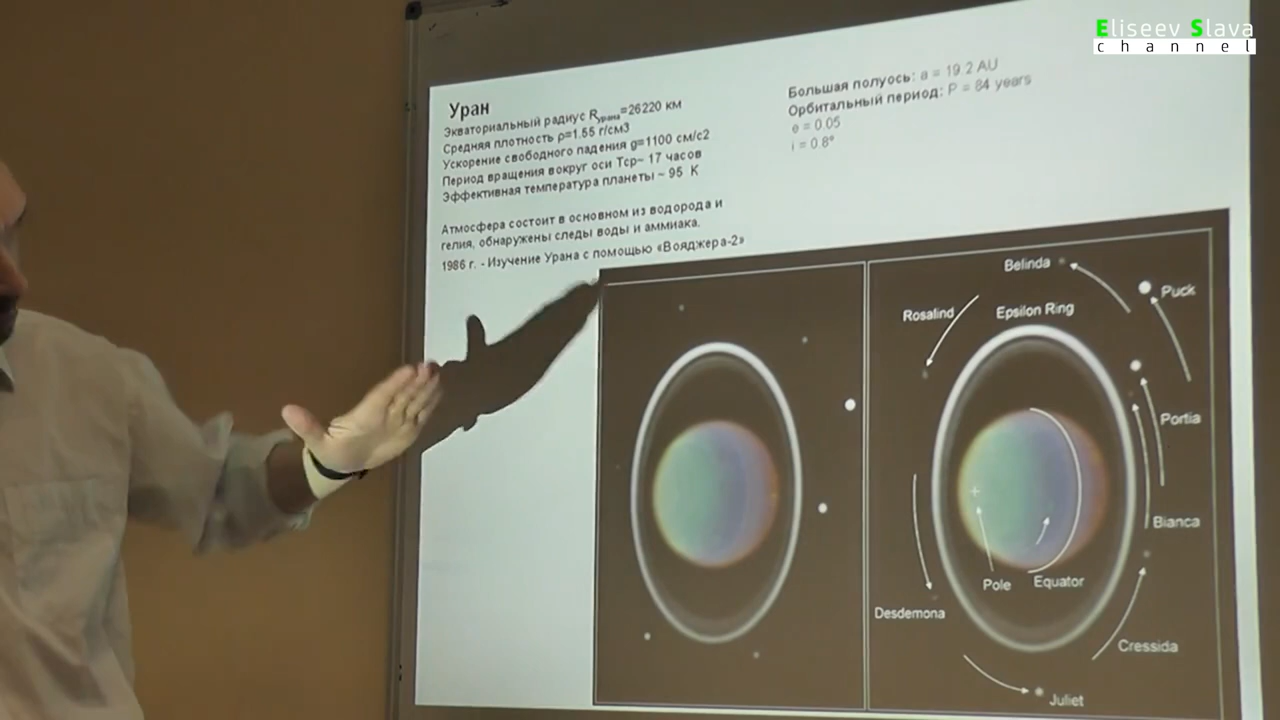 Eliseev Slava
channel
Уран
Экваториальный радиус Rурана=26220 км
Средняя плотность ρ=1.55 г/см3
Ускорение свободного падения g=1100 см/с2
Период вращения вокруг оси Tср~ 17 часов
Эффективная температура планеты ~ 95 К
Большая полуось: a = 19.2 AU
Орбитальный период: P = 84 years
e = 0.05
i = 0.8°
Атмосфера состоит в основном из водорода и
гелия, обнаружены следы воды и аммиака.
1986 г. - Изучение Урана с помощью «Вояджера-2»
Belinda
Puck
Rosalind
Epsilon Ring
Portia
Bianca
Pole
Equator
Desdemona
Cressida
Juliet